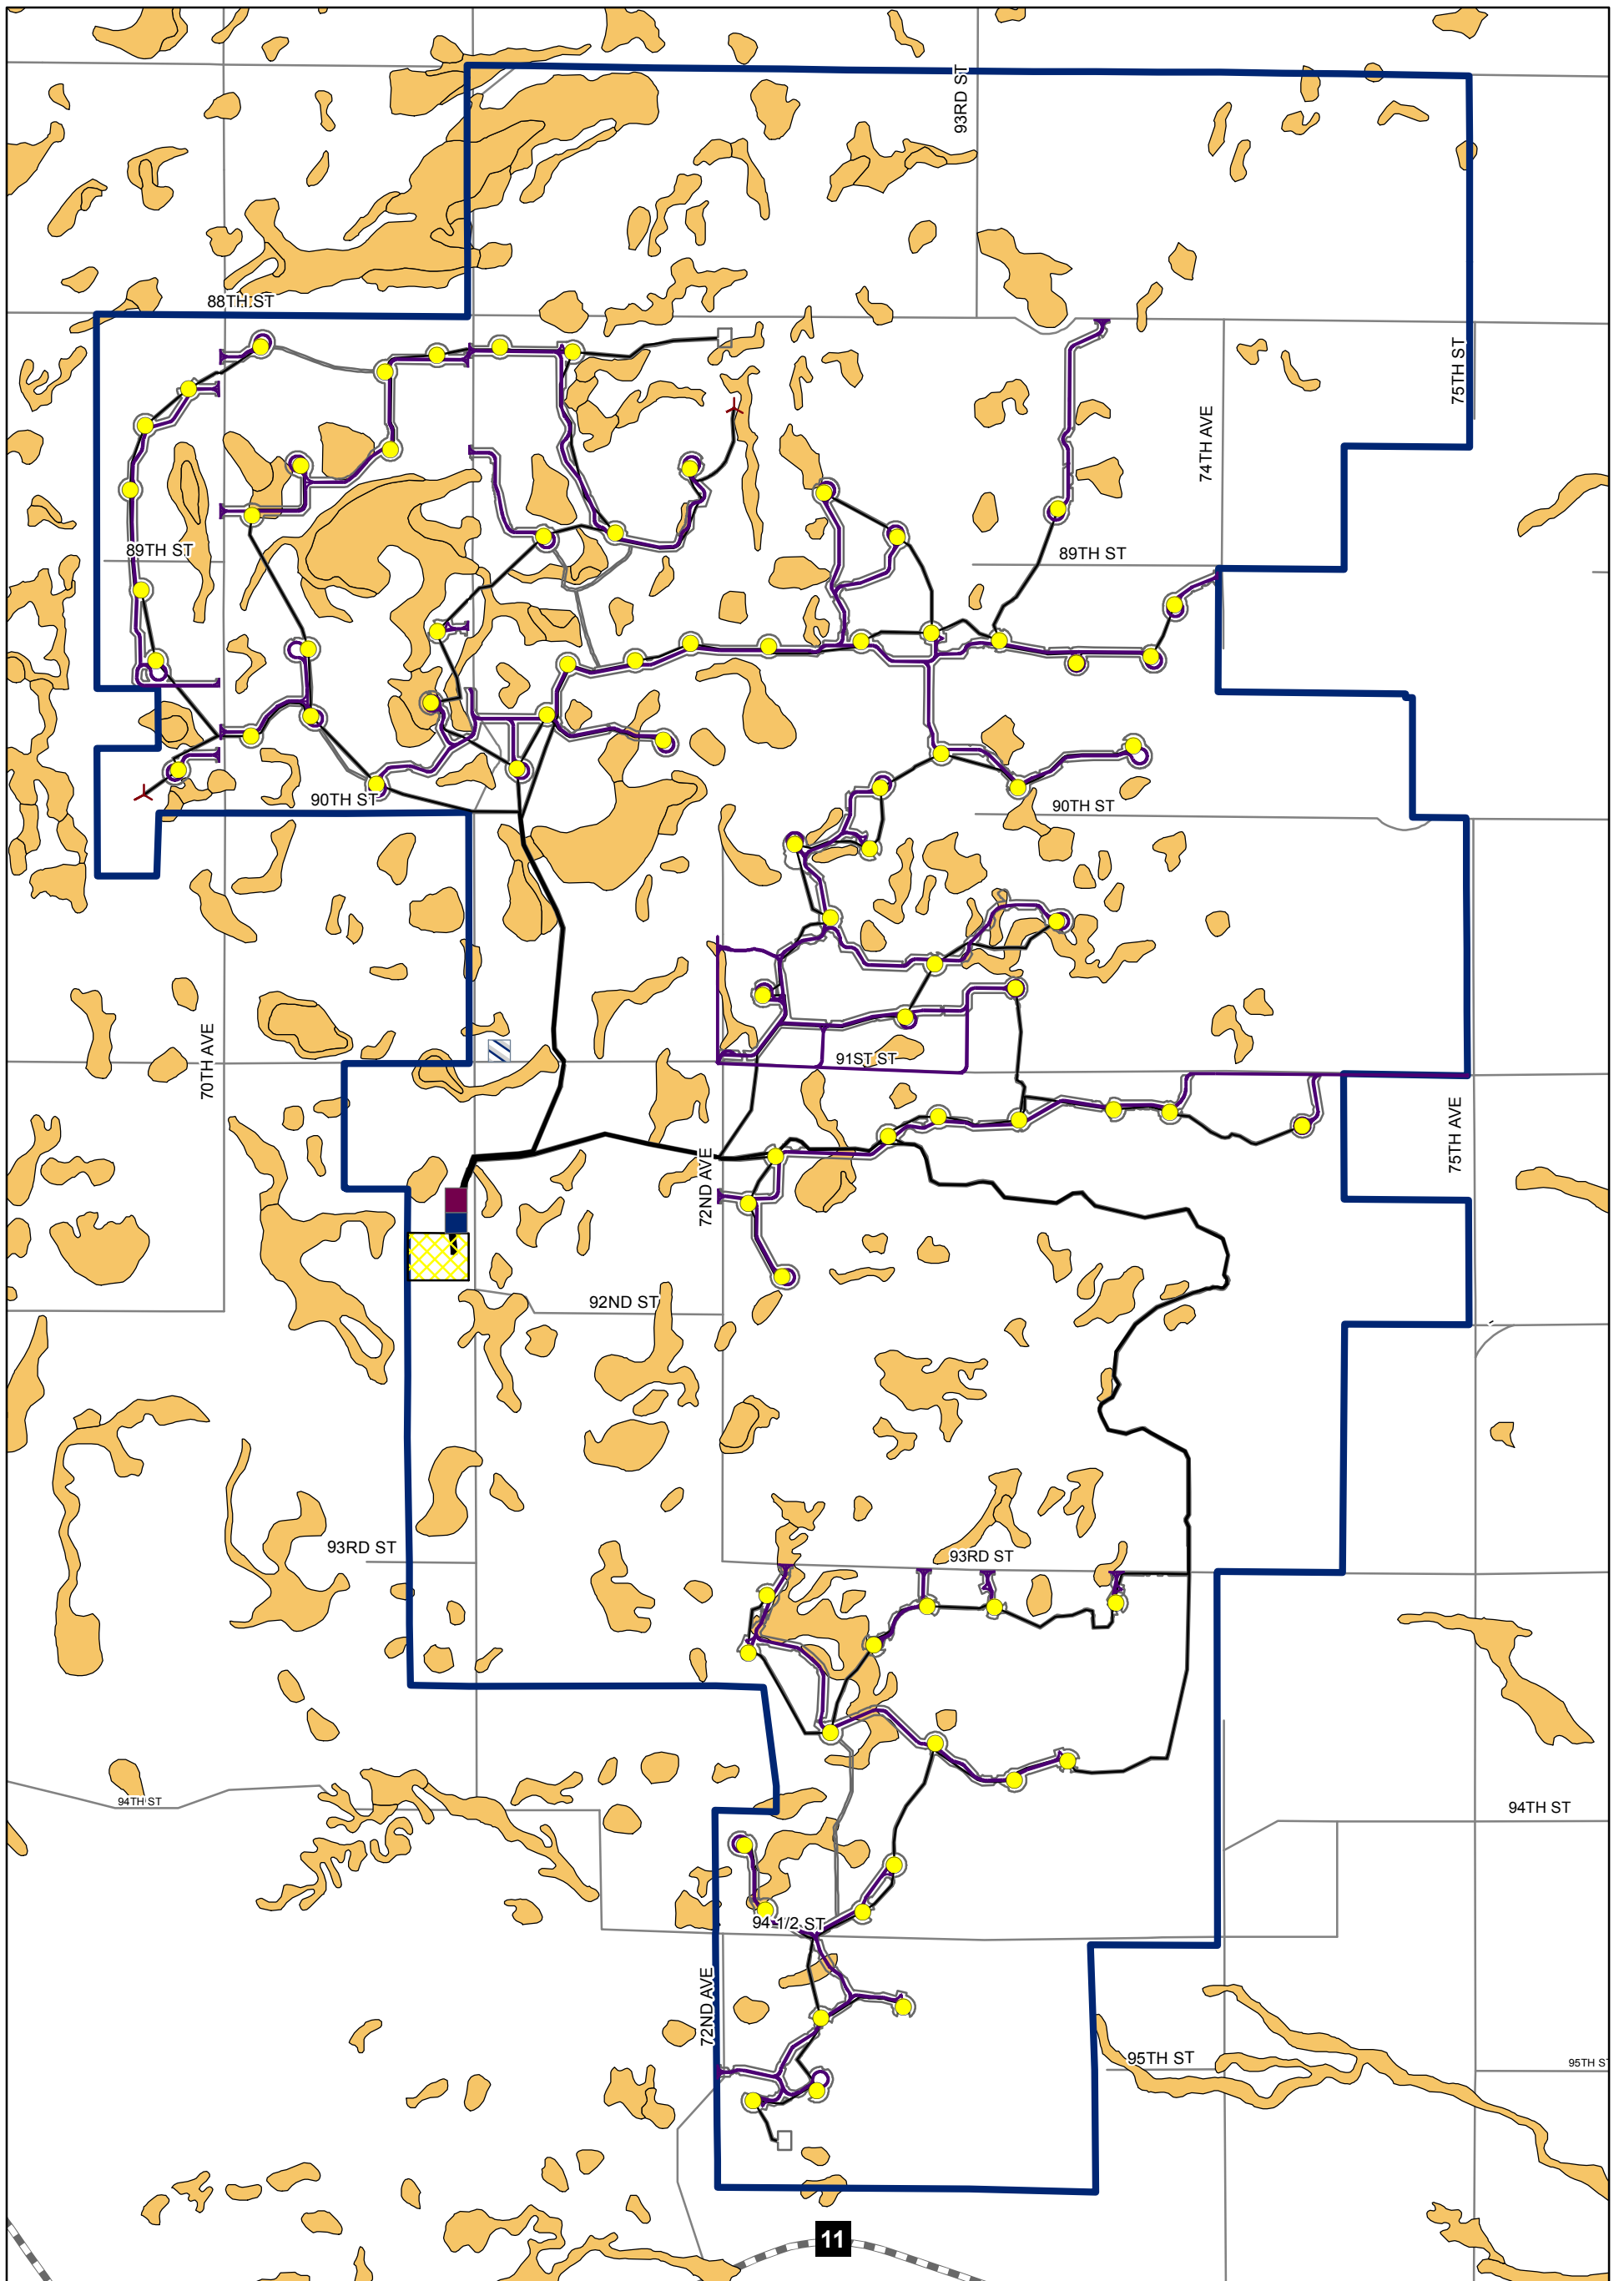 93RD ST
88TH ST
75TH ST
74TH AVE
89TH ST
89TH ST
90TH ST
90TH ST
70TH AVE
91ST ST
75TH AVE
72ND AVE
92ND ST
93RD ST
93RD ST
94TH ST
94TH ST
94 1/2 ST
72ND AVE
95TH ST
95TH ST
11